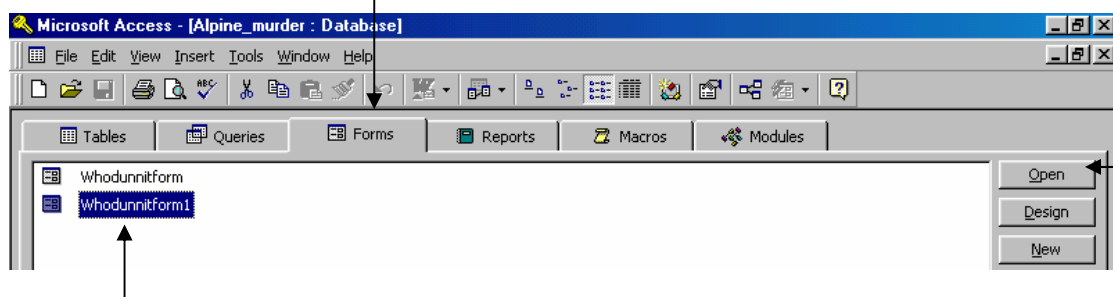 Microsoft Access - [Alpine_murder : Database]
File Edit View Insert Tools Window Help
ABC W
Tables Queries Forms Reports Macros Modules
Whodunnitform Open
Whodunnitform1 Design
New